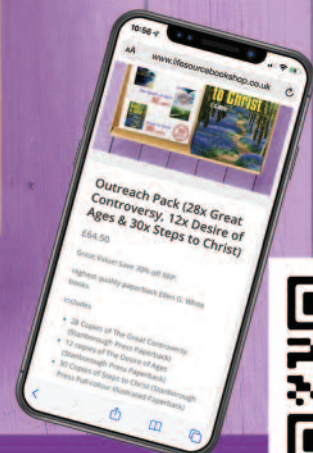 10:56
AA www.lifesourcebookshop.co.uk
to Christ
Outreach Pack (28x Great
Controversy, 12x Desire of
Ages & 30x Steps to Christ)
£64.50
Great Value! Save 30% off RRP.
Highest quality paperback Ellen G. White
books.
Includes
• 28 Copies of The Great Controversy
(Stanborough Press Paperback)
• 12 copies of The Desire of Ages
(Stanborough Press Paperback)
• 30 Copies of Steps to Christ (Stanborough
Press Full-colour Illustrated Paperback)